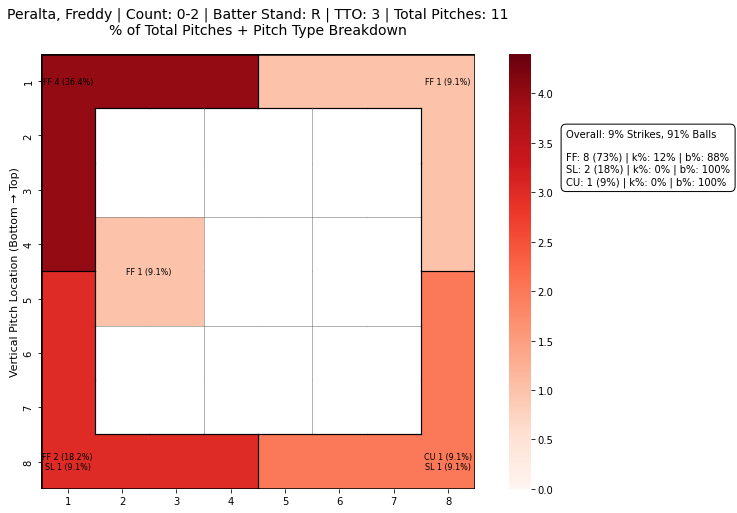 Peralta, Freddy | Count: 0-2 | Batter Stand: R | TTO: 3 | Total Pitches: 11
% of Total Pitches + Pitch Type Breakdown
FF 4 (36.4%)
FF 1 (9.1%)
FF 1 (9.1%)
FF 2 (18.2%)
SL 1 (9.1%)
CU 1 (9.1%)
SL 1 (9.1%)
Vertical Pitch Location (Bottom → Top)
1
2
3
4
5
6
7
8
1 2 3 4 5 6 7 8
4.0
3.5
3.0
2.5
2.0
1.5
1.0
0.5
0.0
Overall: 9% Strikes, 91% Balls
FF: 8 (73%) | k%: 12% | b%: 88%
SL: 2 (18%) | k%: 0% | b%: 100%
CU: 1 (9%) | k%: 0% | b%: 100%